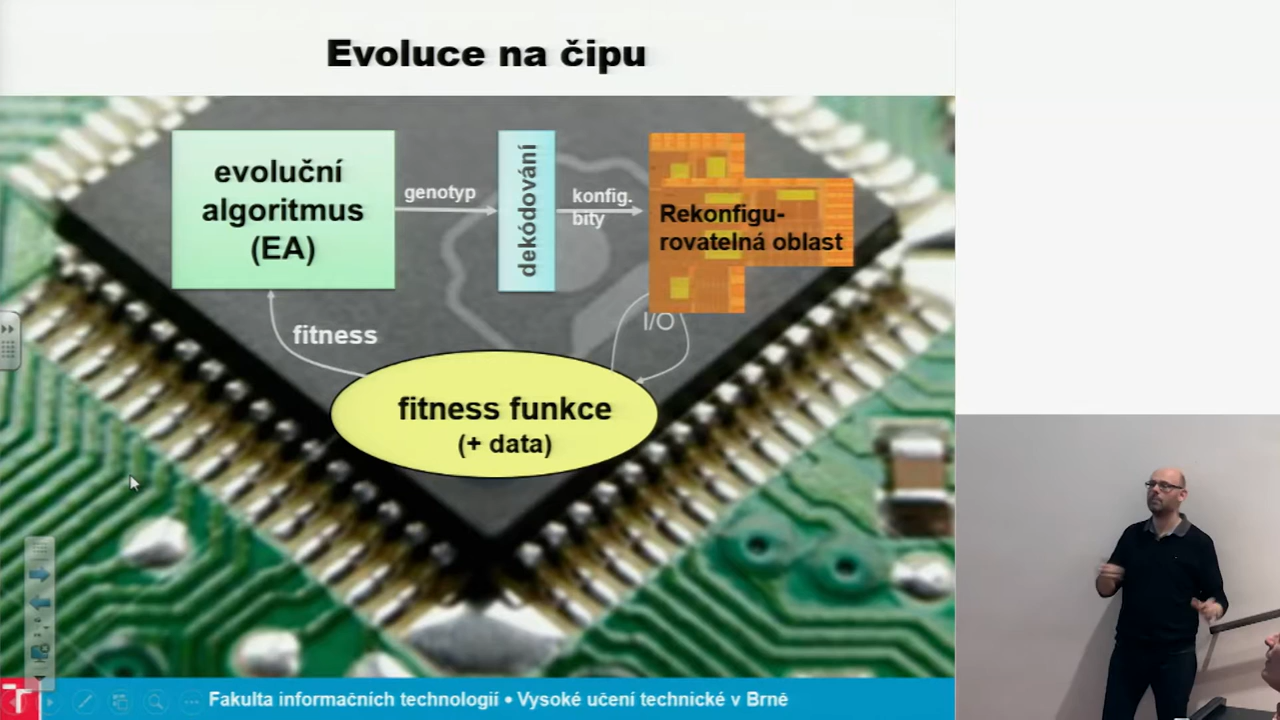 Evoluce na čipu
evoluční
algoritmus
(EA)
genotyp
dekódování
konfig.
bity
Rekonfigu-
rovatelná oblast
I/O
fitness
fitness funkce
(+ data)
Fakulta informačních technologií • Vysoké učení technické v Brně